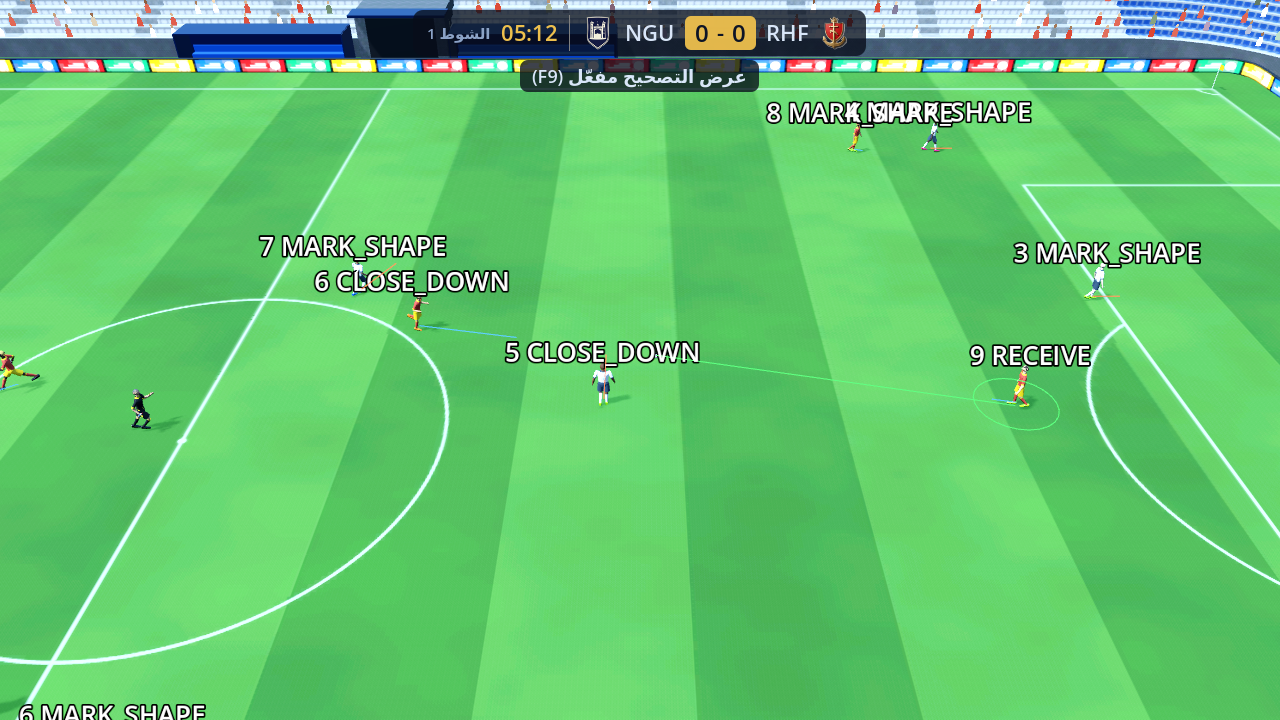 الشوط 1 05:12 NGU 0 - 0 RHF
عرض التصحيح مفعّل (F9)
8 MARK_SHAPE
MARK_SHAPE
7 MARK_SHAPE
3 MARK_SHAPE
6 CLOSE_DOWN
5 CLOSE_DOWN
9 RECEIVE
6 MARK_SHAPE